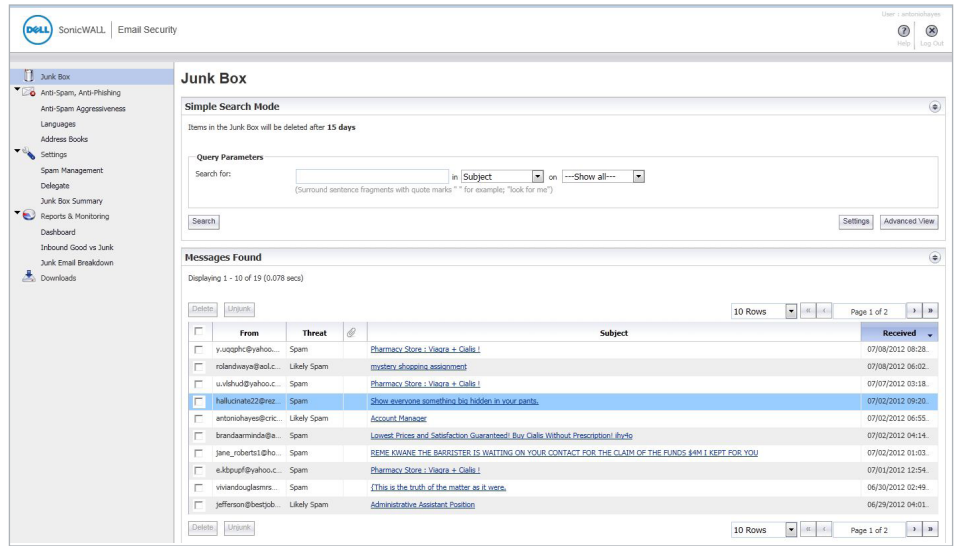 User : antoniohayes
DELL SonicWALL | Email Security
Help Log Out
Junk Box
Anti-Spam, Anti-Phishing
Anti-Spam Aggressiveness
Languages
Address Books
Settings
Spam Management
Delegate
Junk Box Summary
Reports & Monitoring
Dashboard
Inbound Good vs Junk
Junk Email Breakdown
Downloads
Junk Box
Simple Search Mode
Items in the Junk Box will be deleted after 15 days
Query Parameters
Search for: in Subject on ---Show all---
(Surround sentence fragments with quote marks " " for example; "look for me")
Search Settings Advanced View
Messages Found
Displaying 1 - 10 of 19 (0.078 secs)
Delete Unjunk 10 Rows « ‹ Page 1 of 2 › »
From Threat Subject Received
y.uqqphc@yahoo.... Spam Pharmacy Store : Viagra + Cialis ! 07/08/2012 08:28..
rolandwaya@aol.c... Likely Spam mystery shopping assignment 07/08/2012 06:02..
u.vlshud@yahoo.c... Spam Pharmacy Store : Viagra + Cialis ! 07/07/2012 03:18..
hallucinate22@rez... Spam Show everyone something big hidden in your pants. 07/02/2012 09:20..
antoniohayes@cric... Likely Spam Account Manager 07/02/2012 06:55..
brandaarminda@a... Spam Lowest Prices and Satisfaction Guaranteed! Buy Cialis Without Prescription! ihy4o 07/02/2012 04:14..
jane_roberts1@ho... Spam REME KWANE THE BARRISTER IS WAITING ON YOUR CONTACT FOR THE CLAIM OF THE FUNDS $4M I KEPT FOR YOU 07/02/2012 01:03..
e.kbpupf@yahoo.c... Spam Pharmacy Store : Viagra + Cialis ! 07/01/2012 12:54..
viviandouglasmrs... Spam {This is the truth of the matter as it were. 06/30/2012 02:49..
jefferson@bestjob... Likely Spam Administrative Assistant Position 06/29/2012 04:01..
Delete Unjunk 10 Rows « ‹ Page 1 of 2 › »